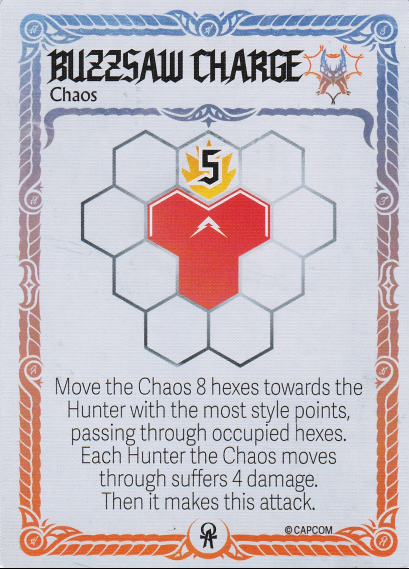 BUZZSAW CHARGE
Chaos
5
Move the Chaos 8 hexes towards the
Hunter with the most style points,
passing through occupied hexes.
Each Hunter the Chaos moves
through suffers 4 damage.
Then it makes this attack.
© CAPCOM